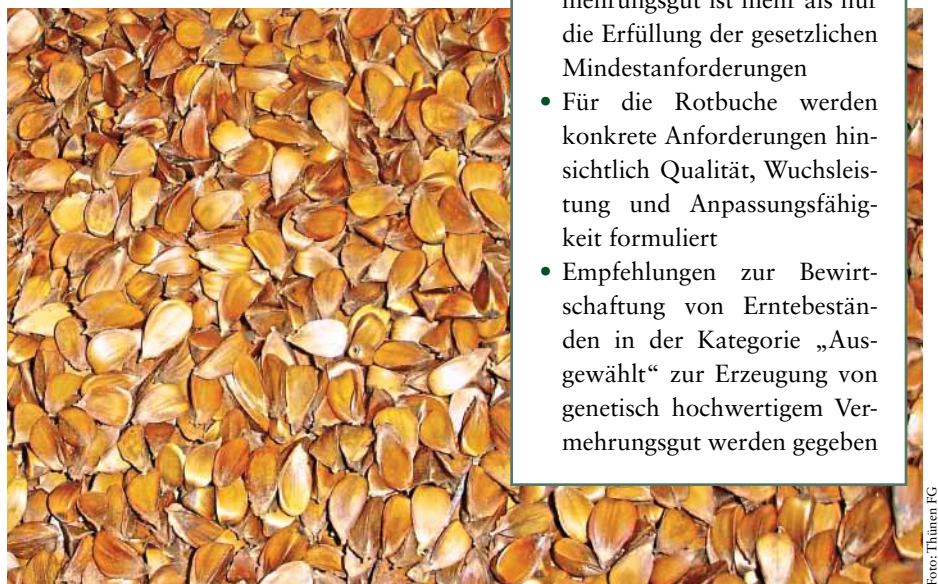 mehrungsgut ist mehr als nur
die Erfüllung der gesetzlichen
Mindestanforderungen
• Für die Rotbuche werden
konkrete Anforderungen hin-
sichtlich Qualität, Wuchsleis-
tung und Anpassungsfähig-
keit formuliert
• Empfehlungen zur Bewirt-
schaftung von Erntebestän-
den in der Kategorie „Aus-
gewählt“ zur Erzeugung von
genetisch hochwertigem Ver-
mehrungsgut werden gegeben
Foto: Thünen FG